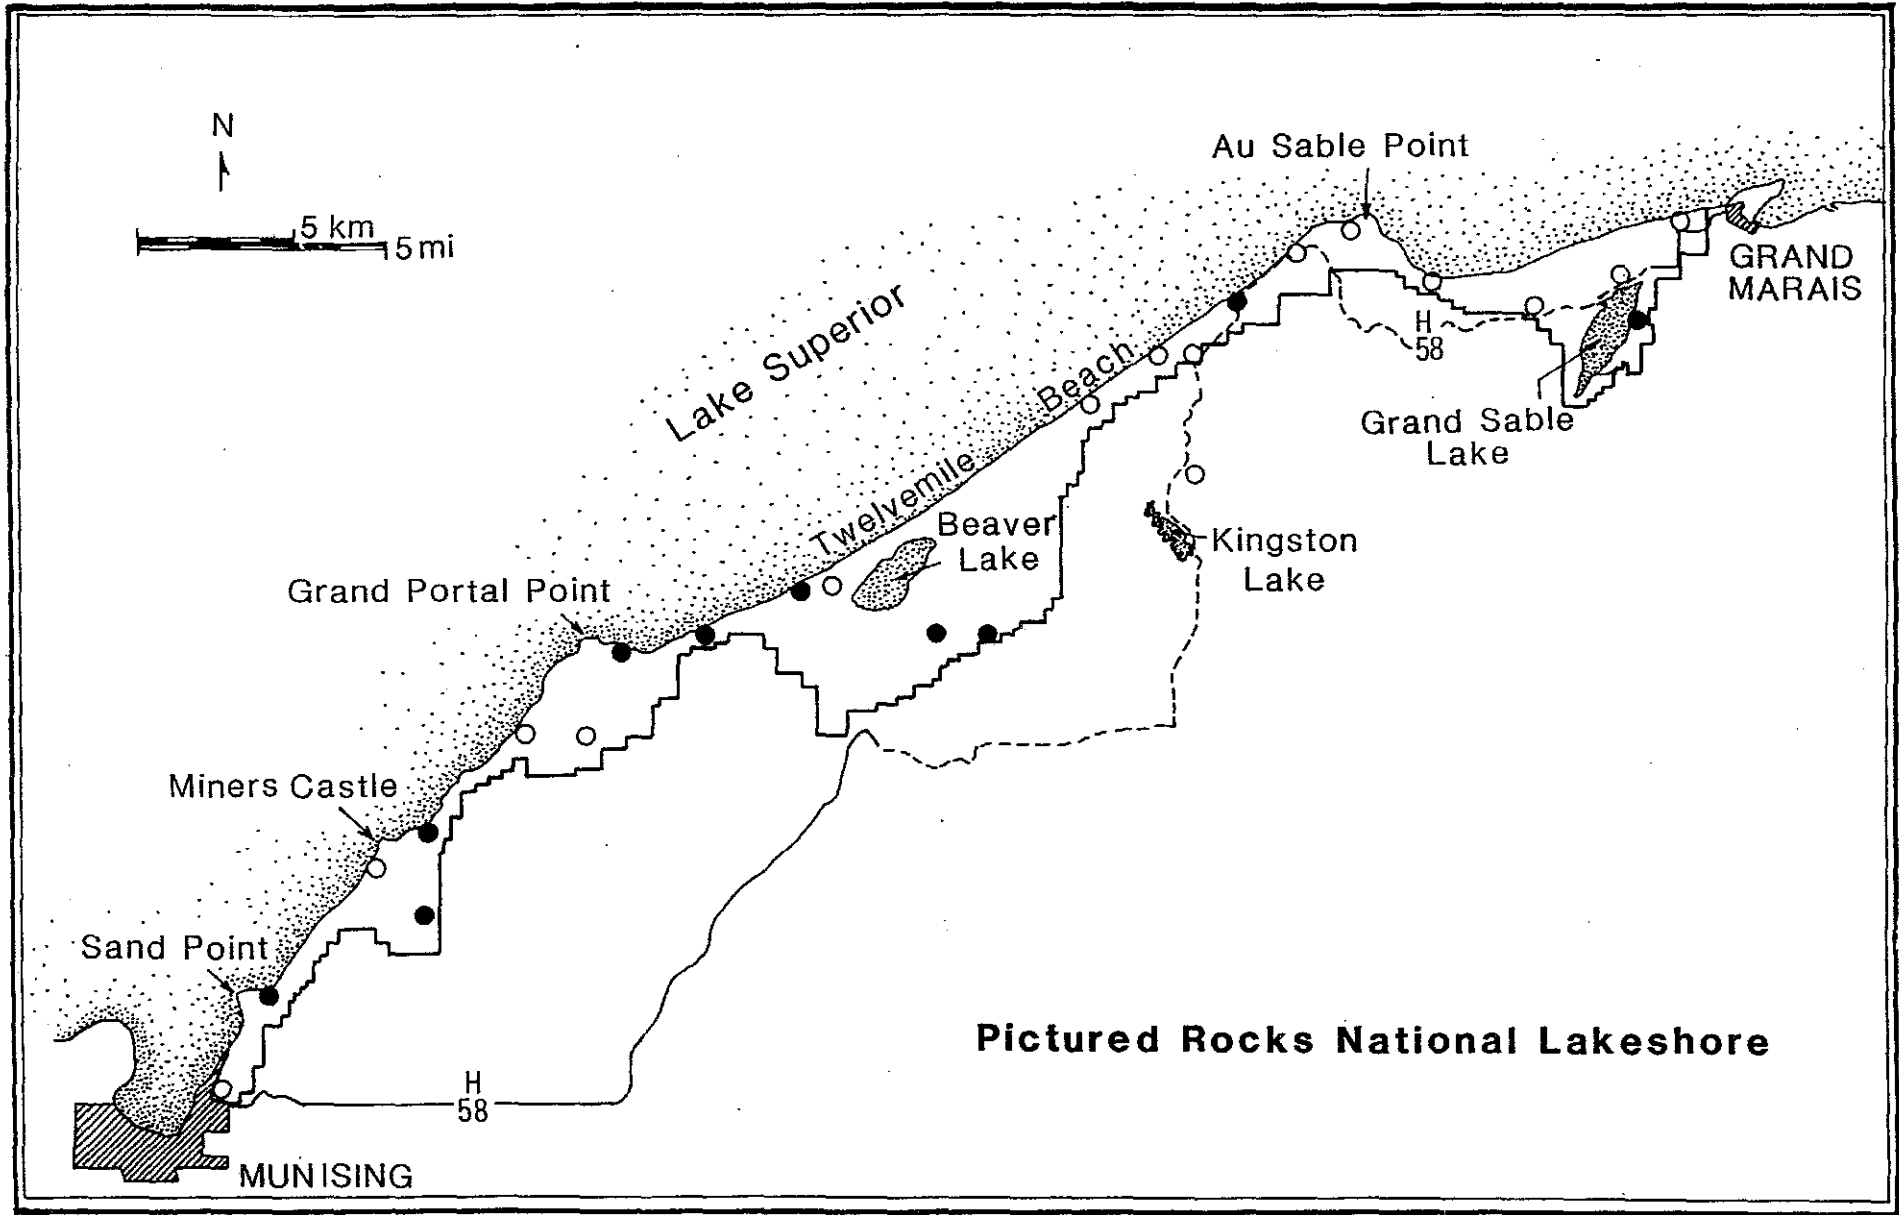 N
5 km
5 mi
Au Sable Point
GRAND
MARAIS
Lake Superior
H
58
Beach
Grand Sable
Lake
Twelvemile
Beaver
Lake
Kingston
Lake
Grand Portal Point
Miners Castle
Sand Point
Pictured Rocks National Lakeshore
H
58
MUNISING